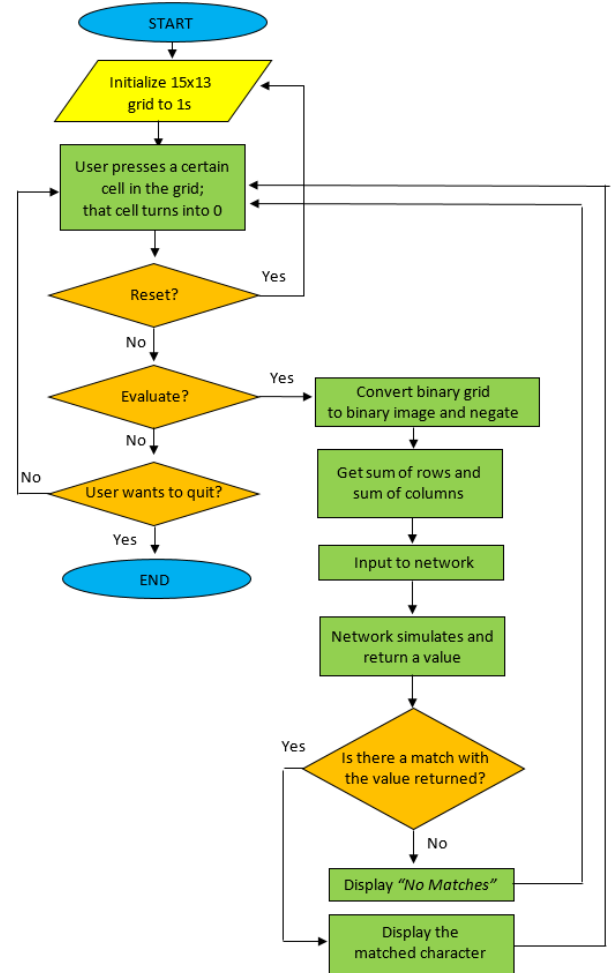 START
Initialize 15x13
grid to 1s
User presses a certain
cell in the grid;
that cell turns into 0
Reset?
Yes
No
Evaluate?
Yes
No
User wants to quit?
No
Yes
END
Convert binary grid
to binary image and negate
Get sum of rows and
sum of columns
Input to network
Network simulates and
return a value
Is there a match with
the value returned?
Yes
No
Display “No Matches”
Display the
matched character